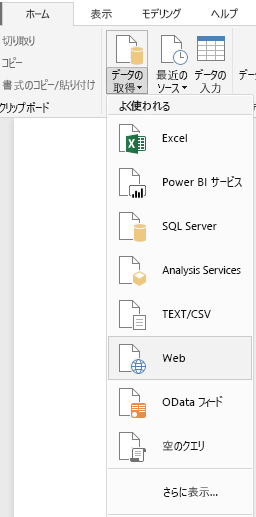 ホーム 表示 モデリング ヘルプ
切り取り
コピー
書式のコピー/貼り付け
クリップボード
データの取得▾
最近のソース▾
データの入力
デー
よく使われる
Excel
Power BI サービス
SQL Server
Analysis Services
TEXT/CSV
Web
OData フィード
空のクエリ
さらに表示...